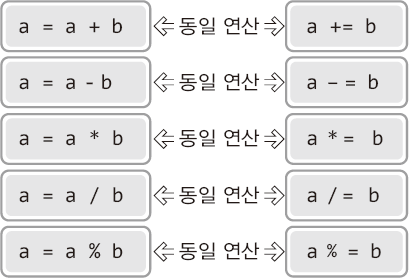 a = a + b 동일 연산 a += b
a = a - b 동일 연산 a -= b
a = a * b 동일 연산 a *= b
a = a / b 동일 연산 a /= b
a = a % b 동일 연산 a %= b